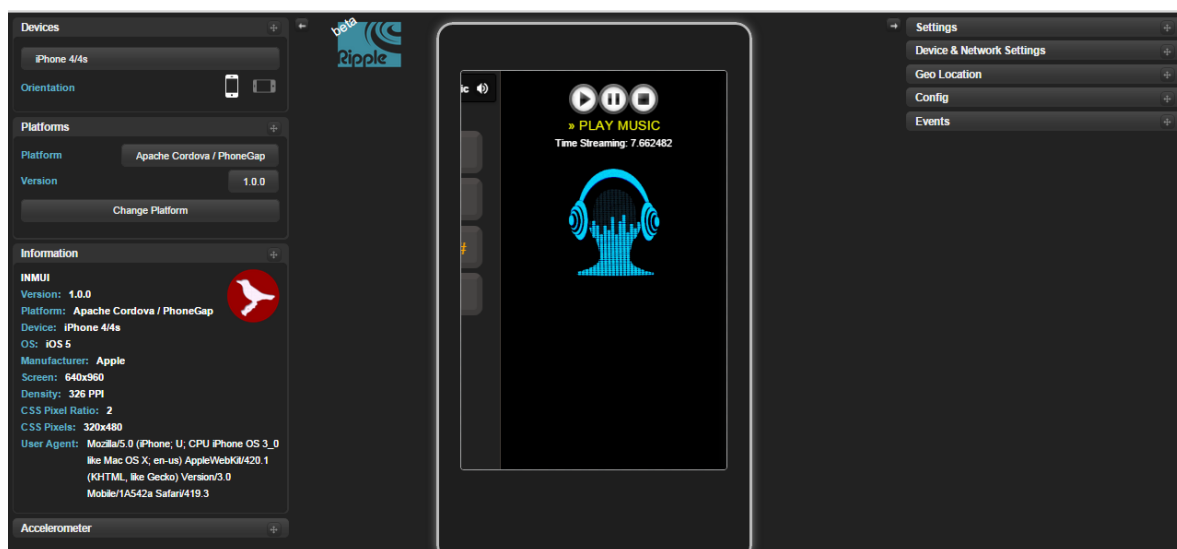 Devices
iPhone 4/4s
Orientation
Platforms
Platform Apache Cordova / PhoneGap
Version 1.0.0
Change Platform
Information
INMUI
Version: 1.0.0
Platform: Apache Cordova / PhoneGap
Device: iPhone 4/4s
OS: iOS 5
Manufacturer: Apple
Screen: 640x960
Density: 326 PPI
CSS Pixel Ratio: 2
CSS Pixels: 320x480
User Agent: Mozilla/5.0 (iPhone; U; CPU iPhone OS 3_0
like Mac OS X; en-us) AppleWebKit/420.1
(KHTML, like Gecko) Version/3.0
Mobile/1A542a Safari/419.3
Accelerometer
beta
Ripple
ic
#
» PLAY MUSIC
Time Streaming: 7.662482
Settings
Device & Network Settings
Geo Location
Config
Events